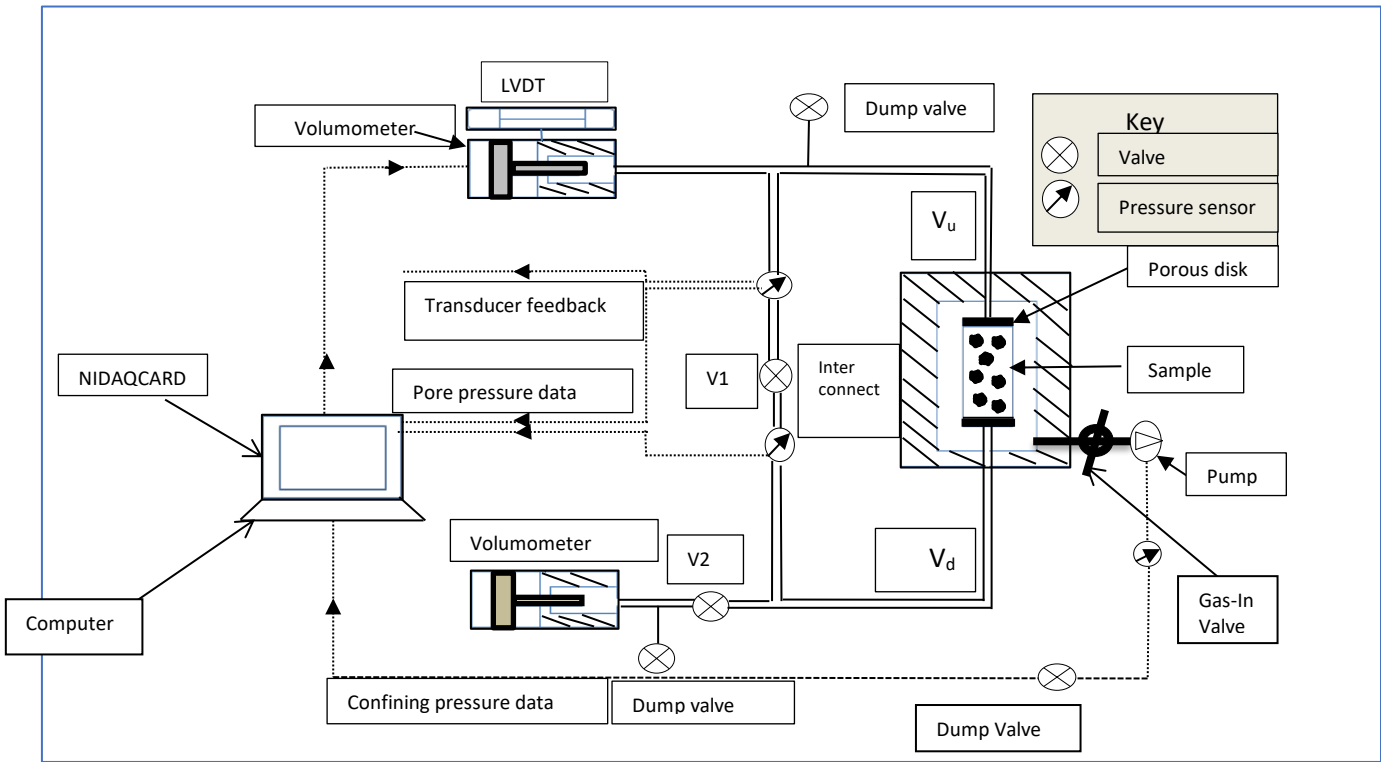 LVDT
Volumometer
Dump valve
Key
Valve
Pressure sensor
Vu
Porous disk
Transducer feedback
Inter
connect
V1
Sample
NIDAQCARD
Pore pressure data
Pump
Volumometer
V2
Vd
Gas-In
Valve
Computer
Confining pressure data
Dump valve
Dump Valve